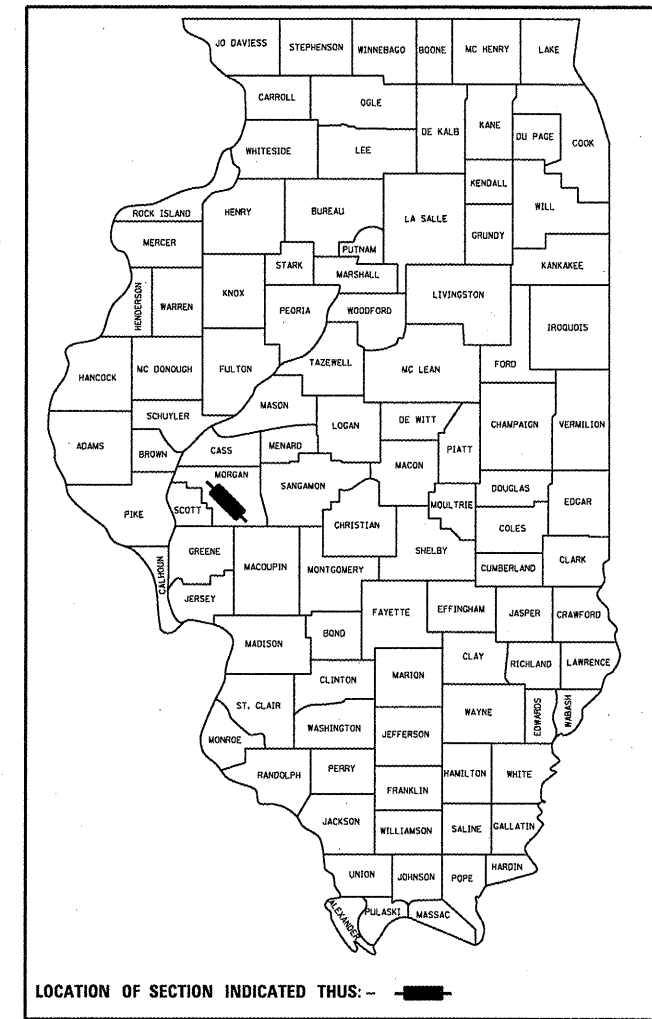 JO DAVIESS STEPHENSON WINNEBAGO BOONE MC HENRY LAKE
CARROLL OGLE DE KALB KANE DU PAGE COOK
WHITESIDE LEE
KENDALL WILL
ROCK ISLAND HENRY BUREAU LA SALLE
MERCER PUTNAM GRUNDY
STARK MARSHALL KANKAKEE
HENDERSON WARREN KNOX PEORIA WOODFORD LIVINGSTON IROQUOIS
HANCOCK MC DONOUGH FULTON TAZEWELL MC LEAN FORD
MASON
SCHUYLER LOGAN DE WITT CHAMPAIGN VERMILION
ADAMS BROWN CASS MENARD PIATT
MORGAN SANGAMON MACON
PIKE SCOTT CHRISTIAN MOULTRIE DOUGLAS EDGAR
COLES
GREENE MACOUPIN MONTGOMERY SHELBY CUMBERLAND CLARK
CALHOUN JERSEY
FAYETTE EFFINGHAM JASPER CRAWFORD
MADISON BOND
CLINTON MARION CLAY RICHLAND LAWRENCE
ST. CLAIR WASHINGTON JEFFERSON WAYNE EDWARDS WABASH
MONROE
RANDOLPH PERRY FRANKLIN HAMILTON WHITE
JACKSON WILLIAMSON SALINE GALLATIN
UNION JOHNSON POPE HARDIN
ALEXANDER PULASKI MASSAC
LOCATION OF SECTION INDICATED THUS: -